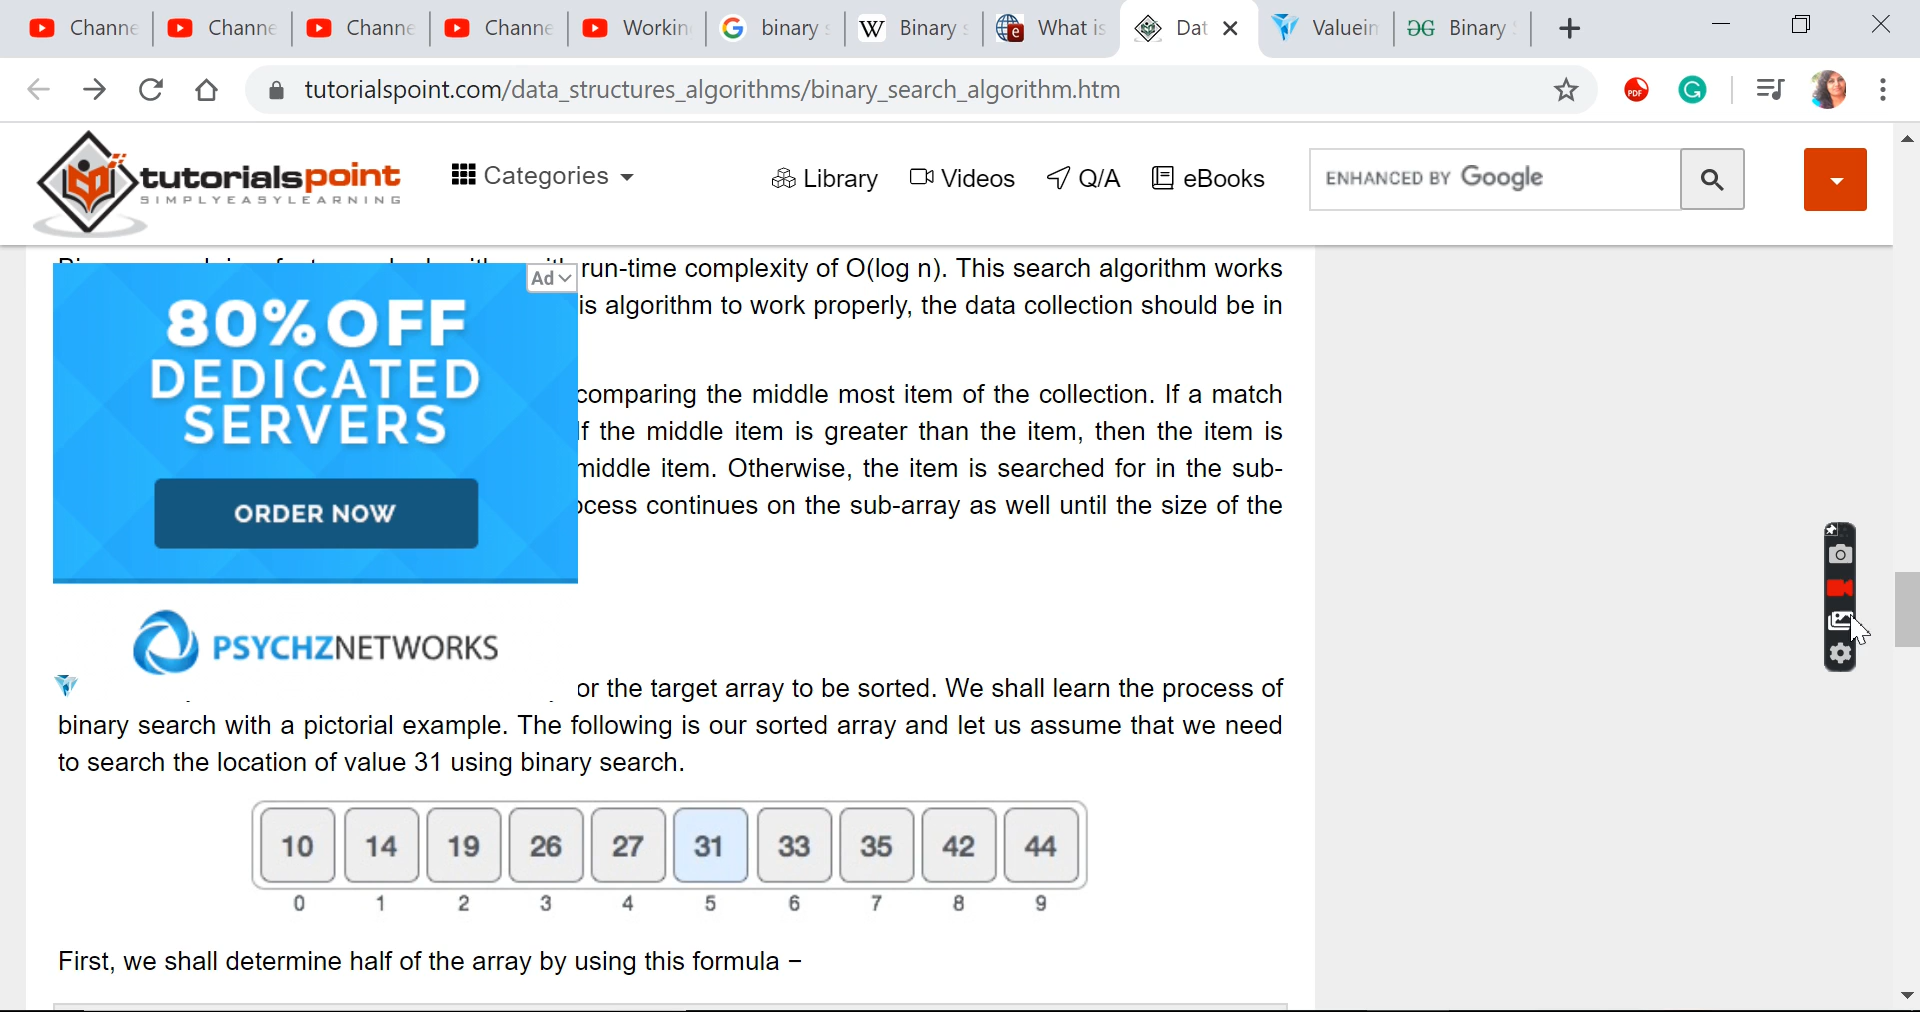 Channe Channe Channe Channe Workin binary s Binary s What is Dat Valuein GG Binary S
tutorialspoint.com/data_structures_algorithms/binary_search_algorithm.htm
PDF G
tutorialspoint
SIMPLYEASYLEARNING
Categories Library Videos Q/A eBooks ENHANCED BY Google
run-time complexity of O(log n). This search algorithm works
is algorithm to work properly, the data collection should be in
comparing the middle most item of the collection. If a match
If the middle item is greater than the item, then the item is
middle item. Otherwise, the item is searched for in the sub-
ocess continues on the sub-array as well until the size of the
Ad
80% OFF
DEDICATED
SERVERS
ORDER NOW
PSYCHZNETWORKS
or the target array to be sorted. We shall learn the process of
binary search with a pictorial example. The following is our sorted array and let us assume that we need
to search the location of value 31 using binary search.
10 14 19 26 27 31 33 35 42 44
0 1 2 3 4 5 6 7 8 9
First, we shall determine half of the array by using this formula –